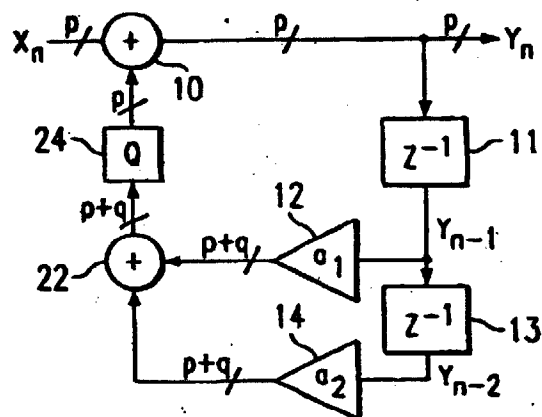 Xn p + p p Yn
10
p
24 Q Z⁻¹ 11
p+q 12
22 + p+q a1 Yn-1
14 Z⁻¹ 13
p+q a2 Yn-2